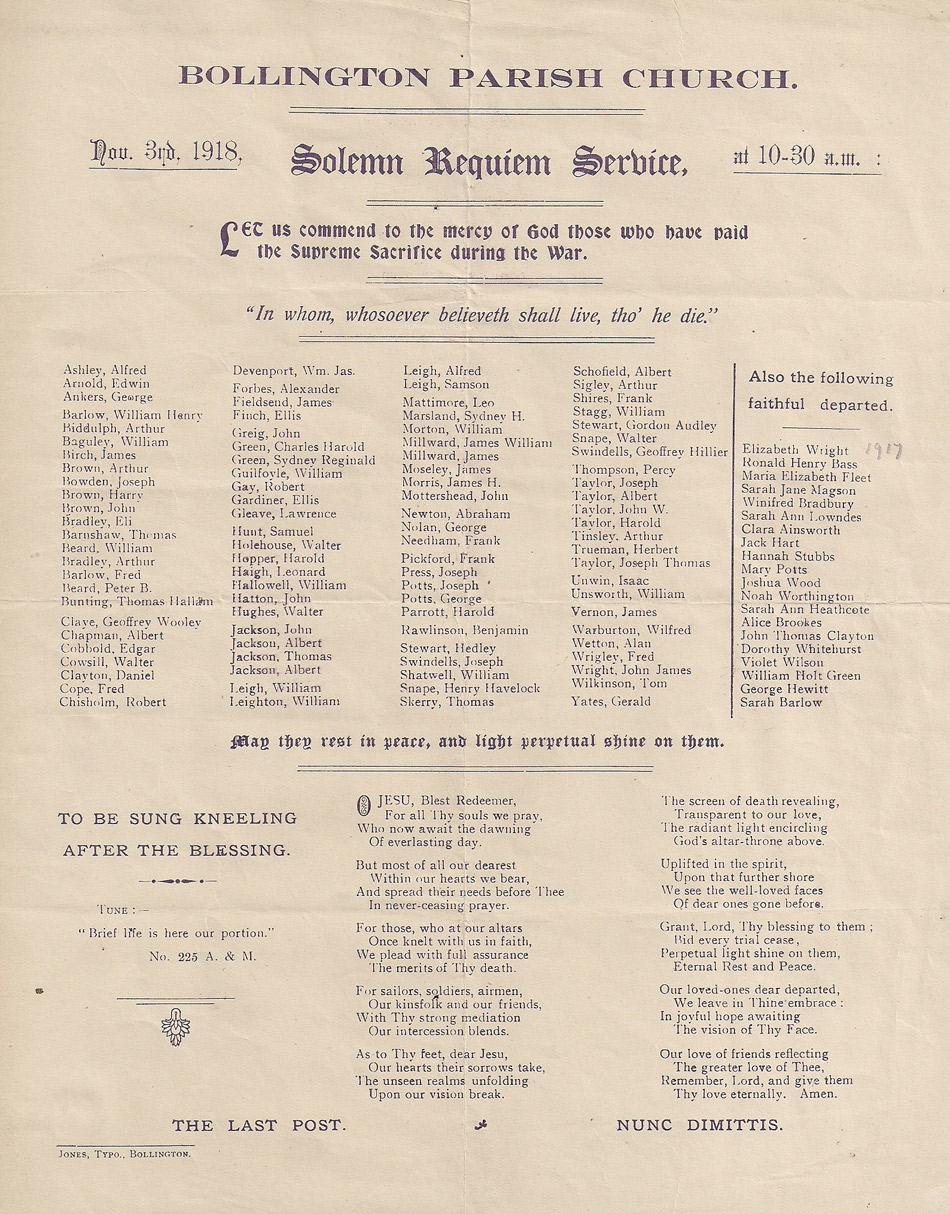 BOLLINGTON PARISH CHURCH.
Nov. 3rd, 1918,
Solemn Requiem Service,
at 10-30 a.m. :
LET us commend to the mercy of God those who have paid
the Supreme Sacrifice during the War.
“In whom, whosoever believeth shall live, tho’ he die.”
Ashley, Alfred
Arnold, Edwin
Ankers, George
Barlow, William Henry
Biddulph, Arthur
Baguley, William
Birch, James
Brown, Arthur
Bowden, Joseph
Brown, Harry
Brown, John
Bradley, Eli
Barnshaw, Thomas
Beard, William
Bradley, Arthur
Barlow, Fred
Beard, Peter B.
Bunting, Thomas Hallam
Claye, Geoffrey Wooley
Chapman, Albert
Cobbold, Edgar
Cowsill, Walter
Clayton, Daniel
Cope, Fred
Chisholm, Robert
Devenport, Wm. Jas.
Forbes, Alexander
Fieldsend, James
Finch, Ellis
Greig, John
Green, Charles Harold
Green, Sydney Reginald
Guilfoyle, William
Gay, Robert
Gardiner, Ellis
Gleave, Lawrence
Hunt, Samuel
Holehouse, Walter
Hopper, Harold
Haigh, Leonard
Hallowell, William
Hatton, John
Hughes, Walter
Jackson, John
Jackson, Albert
Jackson, Thomas
Jackson, Albert
Leigh, William
Leighton, William
Leigh, Alfred
Leigh, Samson
Mattimore, Leo
Marsland, Sydney H.
Morton, William
Millward, James William
Millward, James
Moseley, James
Morris, James H.
Mottershead, John
Newton, Abraham
Nolan, George
Needham, Frank
Pickford, Frank
Press, Joseph
Potts, Joseph
Potts, George
Parrott, Harold
Rawlinson, Benjamin
Stewart, Hedley
Swindells, Joseph
Shatwell, William
Snape, Henry Havelock
Skerry, Thomas
Schofield, Albert
Sigley, Arthur
Shires, Frank
Stagg, William
Stewart, Gordon Audley
Snape, Walter
Swindells, Geoffrey Hillier
Thompson, Percy
Taylor, Joseph
Taylor, Albert
Taylor, John W.
Taylor, Harold
Tinsley, Arthur
Trueman, Herbert
Taylor, Joseph Thomas
Unwin, Isaac
Unsworth, William
Vernon, James
Warburton, Wilfred
Wetton, Alan
Wrigley, Fred
Wright, John James
Wilkinson, Tom
Yates, Gerald
Also the following
faithful departed.
Elizabeth Wright 1917
Ronald Henry Bass
Maria Elizabeth Fleet
Sarah Jane Magson
Winifred Bradbury
Sarah Ann Lowndes
Clara Ainsworth
Jack Hart
Hannah Stubbs
Mary Potts
Joshua Wood
Noah Worthington
Sarah Ann Heathcote
Alice Brookes
John Thomas Clayton
Dorothy Whitehurst
Violet Wilson
William Holt Green
George Hewitt
Sarah Barlow
May they rest in peace, and light perpetual shine on them.
TO BE SUNG KNEELING
AFTER THE BLESSING.
TUNE :—
“Brief life is here our portion.”
No. 225 A. & M.
O JESU, Blest Redeemer,
For all Thy souls we pray,
Who now await the dawning
Of everlasting day.
But most of all our dearest
Within our hearts we bear,
And spread their needs before Thee
In never-ceasing prayer.
For those, who at our altars
Once knelt with us in faith,
We plead with full assurance
The merits of Thy death.
For sailors, soldiers, airmen,
Our kinsfolk and our friends,
With Thy strong mediation
Our intercession blends.
As to Thy feet, dear Jesu,
Our hearts their sorrows take,
The unseen realms unfolding
Upon our vision break.
The screen of death revealing,
Transparent to our love,
The radiant light encircling
God’s altar-throne above.
Uplifted in the spirit,
Upon that further shore
We see the well-loved faces
Of dear ones gone before.
Grant, Lord, Thy blessing to them ;
Bid every trial cease,
Perpetual light shine on them,
Eternal Rest and Peace.
Our loved-ones dear departed,
We leave in Thine embrace :
In joyful hope awaiting
The vision of Thy Face.
Our love of friends reflecting
The greater love of Thee,
Remember, Lord, and give them
Thy love eternally. Amen.
THE LAST POST.
NUNC DIMITTIS.
JONES, TYPO., BOLLINGTON.